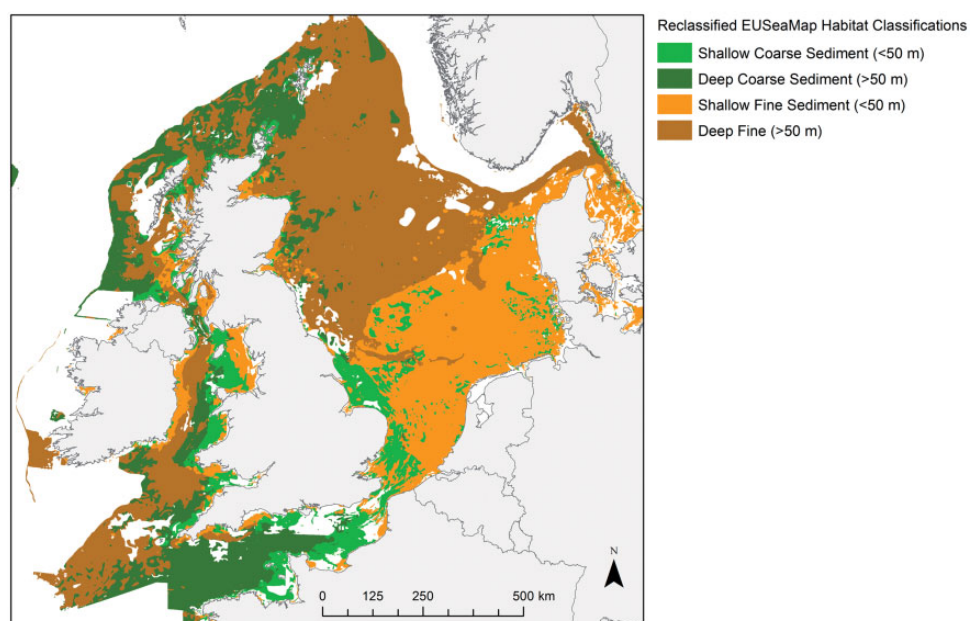 Reclassified EUSeaMap Habitat Classifications
Shallow Coarse Sediment (<50 m)
Deep Coarse Sediment (>50 m)
Shallow Fine Sediment (<50 m)
Deep Fine (>50 m)
N
0 125 250 500 km